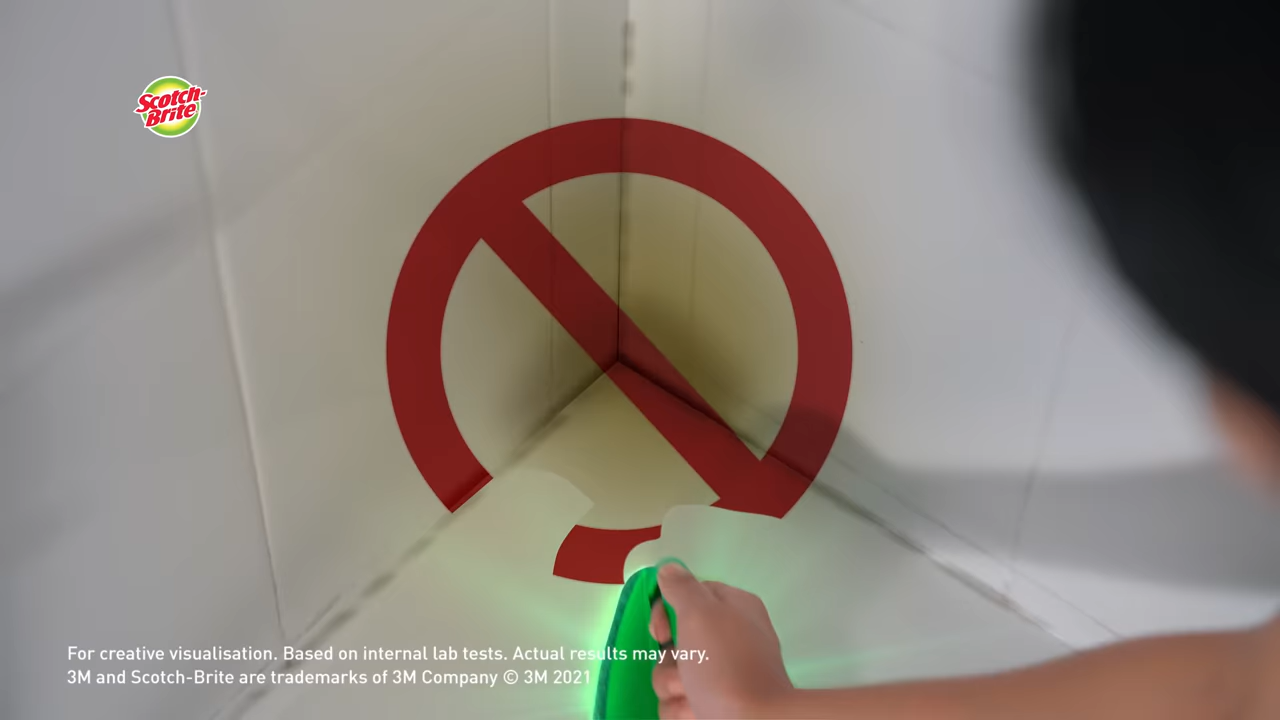 Scotch-
Brite
For creative visualisation. Based on internal lab tests. Actual results may vary.
3M and Scotch-Brite are trademarks of 3M Company © 3M 2021